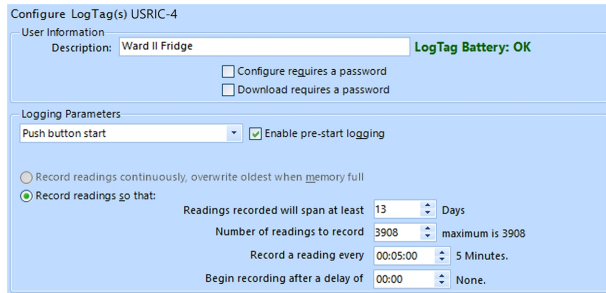 Configure LogTag(s) USRIC-4
User Information
Description: Ward II Fridge LogTag Battery: OK
Configure requires a password
Download requires a password
Logging Parameters
Push button start Enable pre-start logging
Record readings continuously, overwrite oldest when memory full
Record readings so that:
Readings recorded will span at least 13 Days
Number of readings to record 3908 maximum is 3908
Record a reading every 00:05:00 5 Minutes.
Begin recording after a delay of 00:00 None.